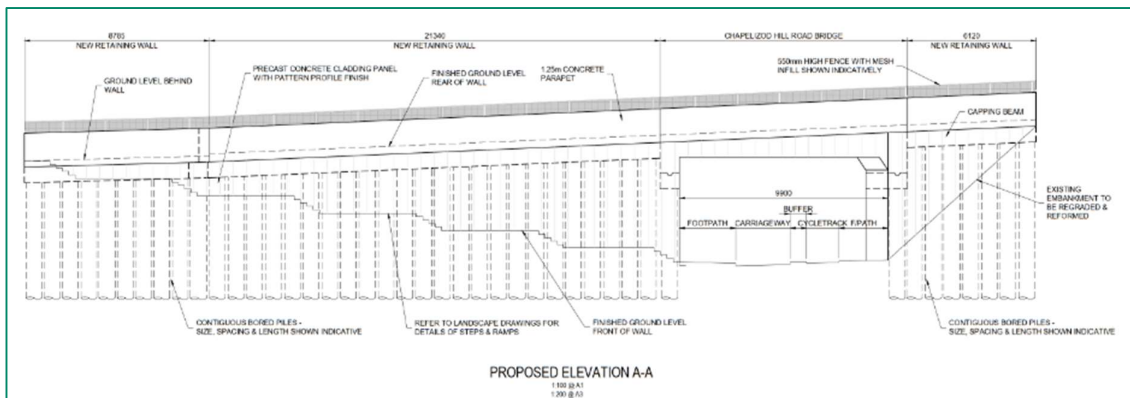 8785
NEW RETAINING WALL
21340
NEW RETAINING WALL
CHAPELIZOD HILL ROAD BRIDGE
6120
NEW RETAINING WALL
GROUND LEVEL BEHIND
WALL
PRECAST CONCRETE CLADDING PANEL
WITH PATTERN PROFILE FINISH
FINISHED GROUND LEVEL
REAR OF WALL
1.25m CONCRETE
PARAPET
550mm HIGH FENCE WITH MESH
INFILL SHOWN INDICATIVELY
CAPPING BEAM
9900
BUFFER
FOOTPATH
CARRIAGEWAY
CYCLETRACK
F/PATH
EXISTING
EMBANKMENT TO
BE REGRADED &
REFORMED
CONTIGUOUS BORED PILES -
SIZE, SPACING & LENGTH SHOWN INDICATIVE
REFER TO LANDSCAPE DRAWINGS FOR
DETAILS OF STEPS & RAMPS
FINISHED GROUND LEVEL
FRONT OF WALL
CONTIGUOUS BORED PILES -
SIZE, SPACING & LENGTH SHOWN INDICATIVE
PROPOSED ELEVATION A-A
1:100 @ A1
1:200 @ A3